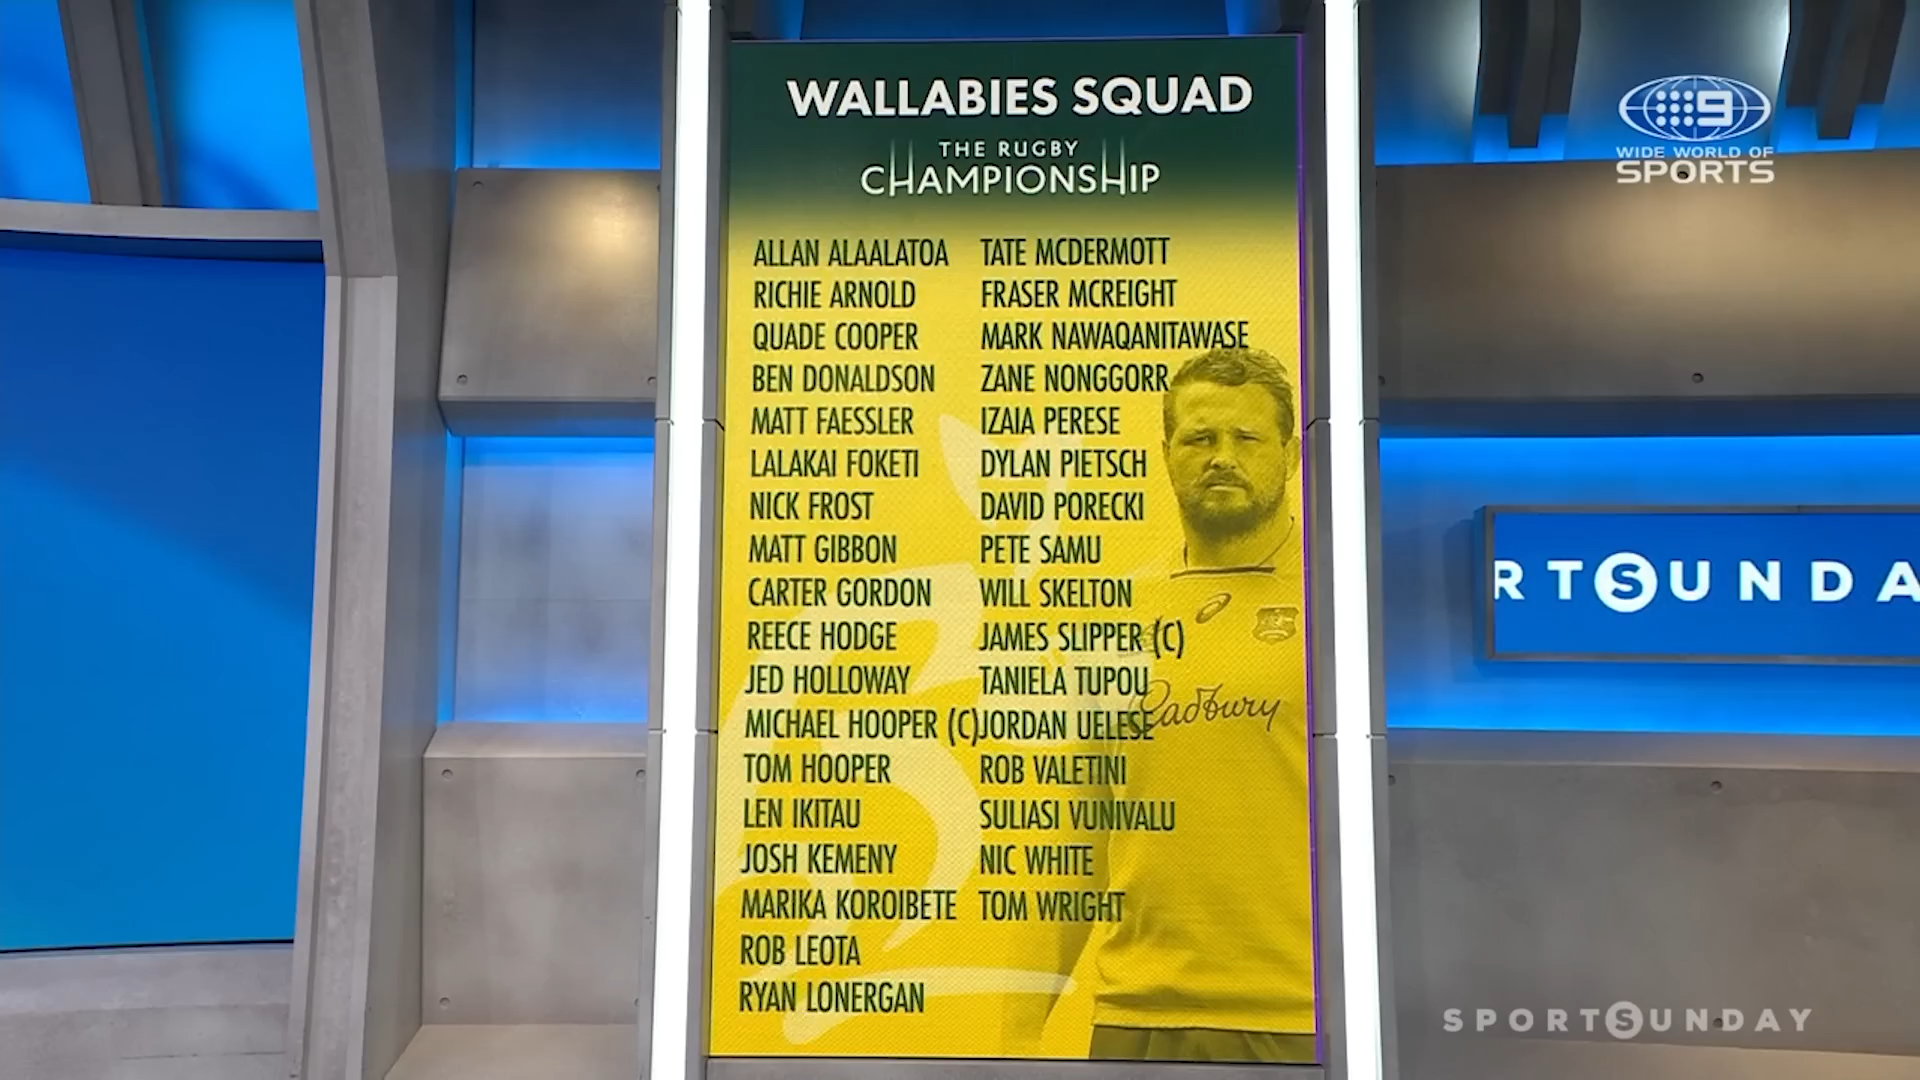 WALLABIES SQUAD
THE RUGBY
CHAMPIONSHIP
ALLAN ALAALATOA
RICHIE ARNOLD
QUADE COOPER
BEN DONALDSON
MATT FAESSLER
LALAKAI FOKETI
NICK FROST
MATT GIBBON
CARTER GORDON
REECE HODGE
JED HOLLOWAY
MICHAEL HOOPER (C)
TOM HOOPER
LEN IKITAU
JOSH KEMENY
MARIKA KOROIBETE
ROB LEOTA
RYAN LONERGAN
TATE MCDERMOTT
FRASER MCREIGHT
MARK NAWAQANITAWASE
ZANE NONGGORR
IZAIA PERESE
DYLAN PIETSCH
DAVID PORECKI
PETE SAMU
WILL SKELTON
JAMES SLIPPER (C)
TANIELA TUPOU
JORDAN UELESE
ROB VALETINI
SULIASI VUNIVALU
NIC WHITE
TOM WRIGHT
Cadbury
9
WIDE WORLD OF
SPORTS
RTSUNDA
SPORTSUNDAY